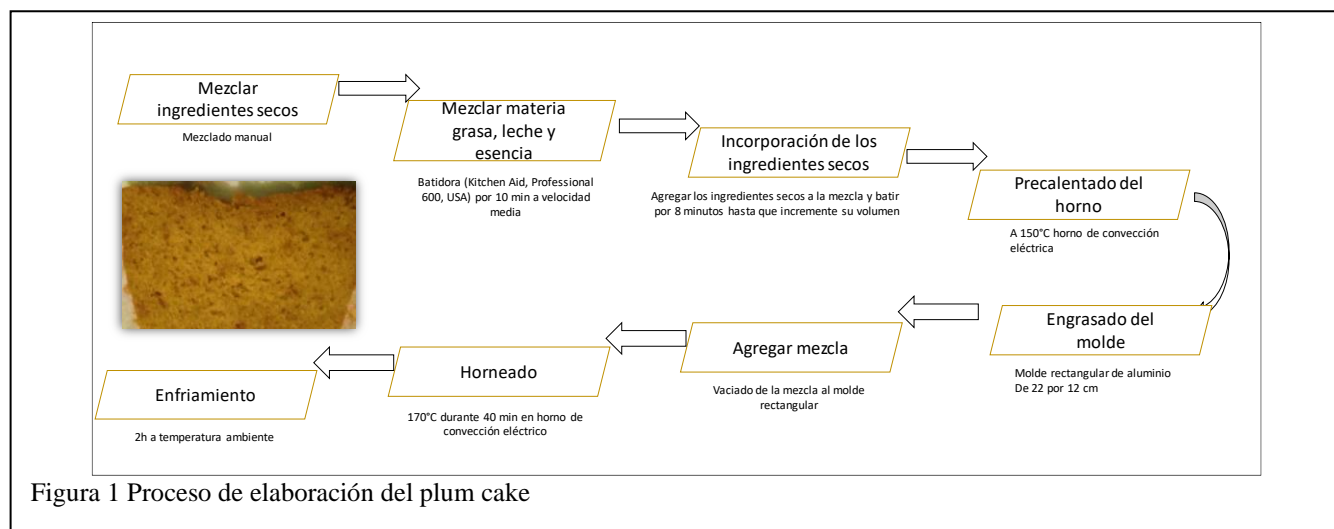 Mezclar
ingredientes secos
Mezclado manual
Mezclar materia
grasa, leche y
esencia
Batidora (Kitchen Aid, Professional
600, USA) por 10 min a velocidad
media
Incorporación de los
ingredientes secos
Agregar los ingredientes secos a la mezcla y batir
por 8 minutos hasta que incremente su volumen
Precalentado del
horno
A 150°C horno de convección
eléctrica
Engrasado del
molde
Molde rectangular de aluminio
De 22 por 12 cm
Agregar mezcla
Vaciado de la mezcla al molde
rectangular
Horneado
170°C durante 40 min en horno de
convección eléctrico
Enfriamiento
2h a temperatura ambiente
Figura 1 Proceso de elaboración del plum cake